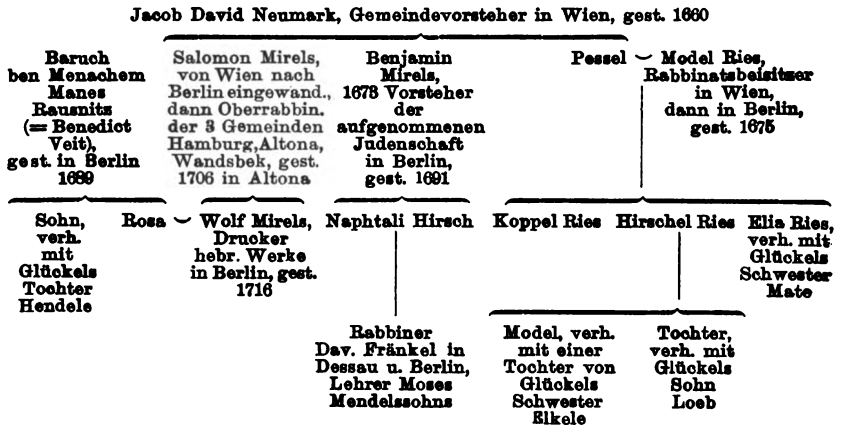 Jacob David Neumark, Gemeindevorsteher in Wien, gest. 1660
Baruch
ben Menachem
Manes
Rausnitz
(= Benedict
Veit),
gest. in Berlin
1689
Salomon Mirels,
von Wien nach
Berlin eingewand.,
dann Oberrabbin.
der 3 Gemeinden
Hamburg, Altona,
Wandsbek, gest.
1706 in Altona
Benjamin
Mirels,
1673 Vorsteher
der
aufgenommenen
Judenschaft
in Berlin,
gest. 1691
Pessel
Model Ries,
Rabbinatsbeisitzer
in Wien,
dann in Berlin,
gest. 1675
Sohn,
verh.
mit
Glückels
Tochter
Hendele
Rosa
Wolf Mirels,
Drucker
hebr. Werke
in Berlin, gest.
1716
Naphtali Hirsch
Koppel Ries
Hirschel Ries
Elia Ries,
verh. mit
Glückels
Schwester
Mate
Rabbiner
Dav. Fränkel in
Dessau u. Berlin,
Lehrer Moses
Mendelssohns
Model, verh.
mit einer
Tochter von
Glückels
Schwester
Elkele
Tochter,
verh. mit
Glückels
Sohn
Loeb